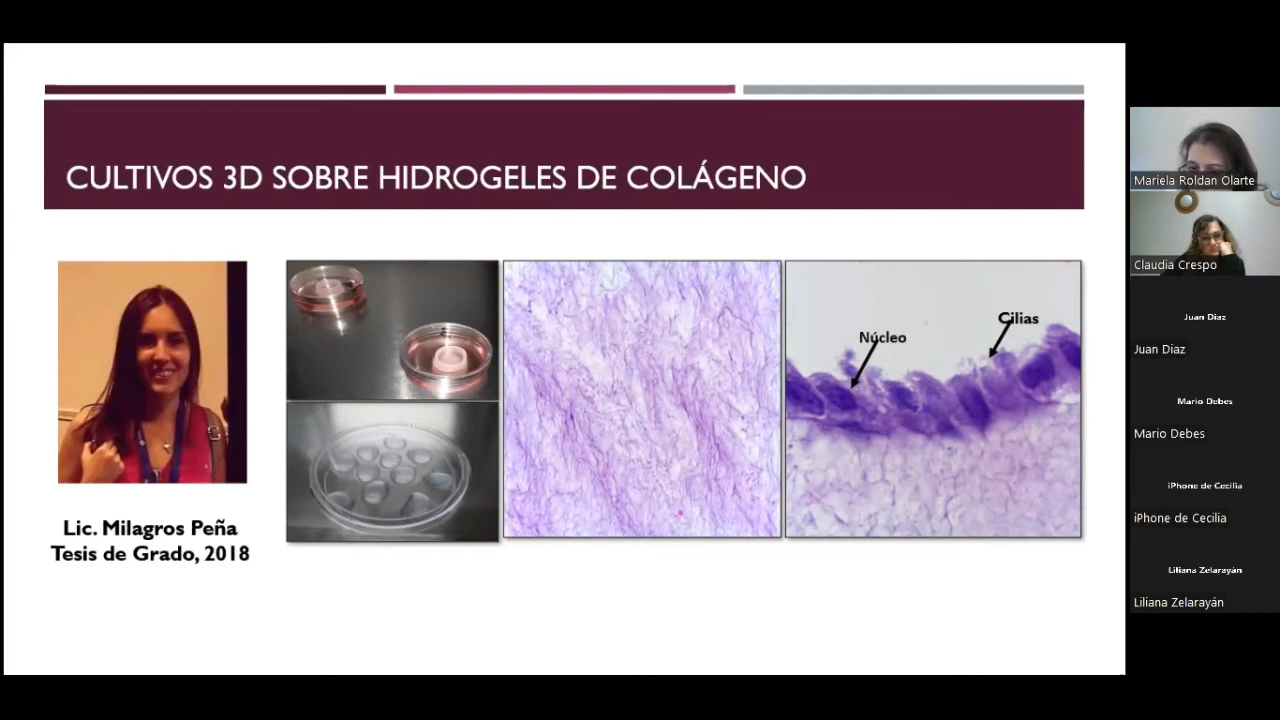 CULTIVOS 3D SOBRE HIDROGELES DE COLÁGENO
Núcleo
Cilias
Lic. Milagros Peña
Tesis de Grado, 2018
Mariela Roldan Olarte
Claudia Crespo
Juan Diaz
Juan Diaz
Mario Debes
Mario Debes
iPhone de Cecilia
iPhone de Cecilia
Liliana Zelarayán
Liliana Zelarayán